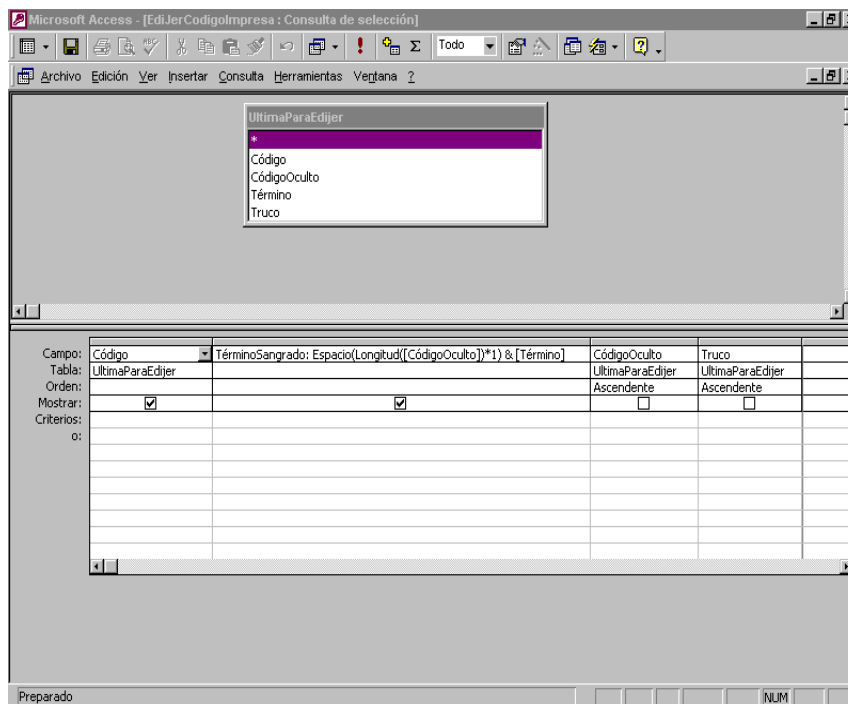 Microsoft Access - [EdiJerCodigoImpresa : Consulta de selección]
Todo
Archivo Edición Ver Insertar Consulta Herramientas Ventana ?
UltimaParaEdijer
*
Código
CódigoOculto
Término
Truco
Campo: Código TérminoSangrado: Espacio(Longitud([CódigoOculto])*1) & [Término] CódigoOculto Truco
Tabla: UltimaParaEdijer UltimaParaEdijer UltimaParaEdijer
Orden: Ascendente Ascendente
Mostrar:
Criterios:
o:
Preparado NUM